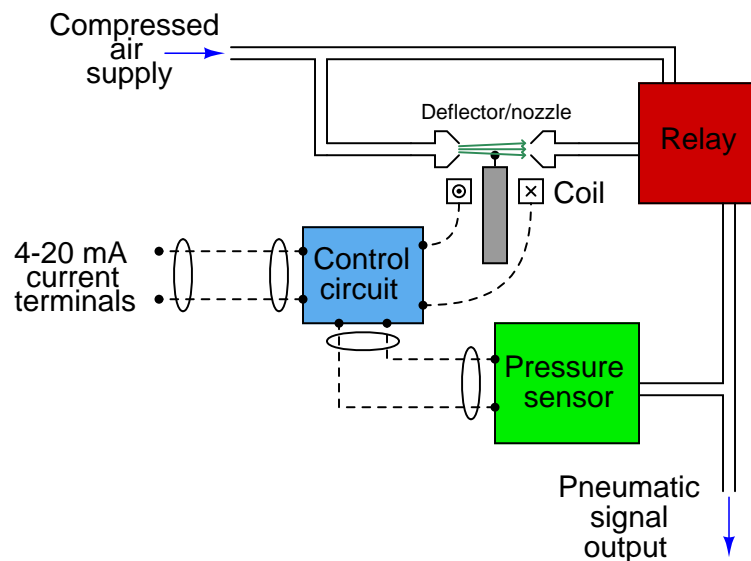 Compressed
air
supply
Deflector/nozzle
Relay
Coil
4-20 mA
current
terminals
Control
circuit
Pressure
sensor
Pneumatic
signal
output